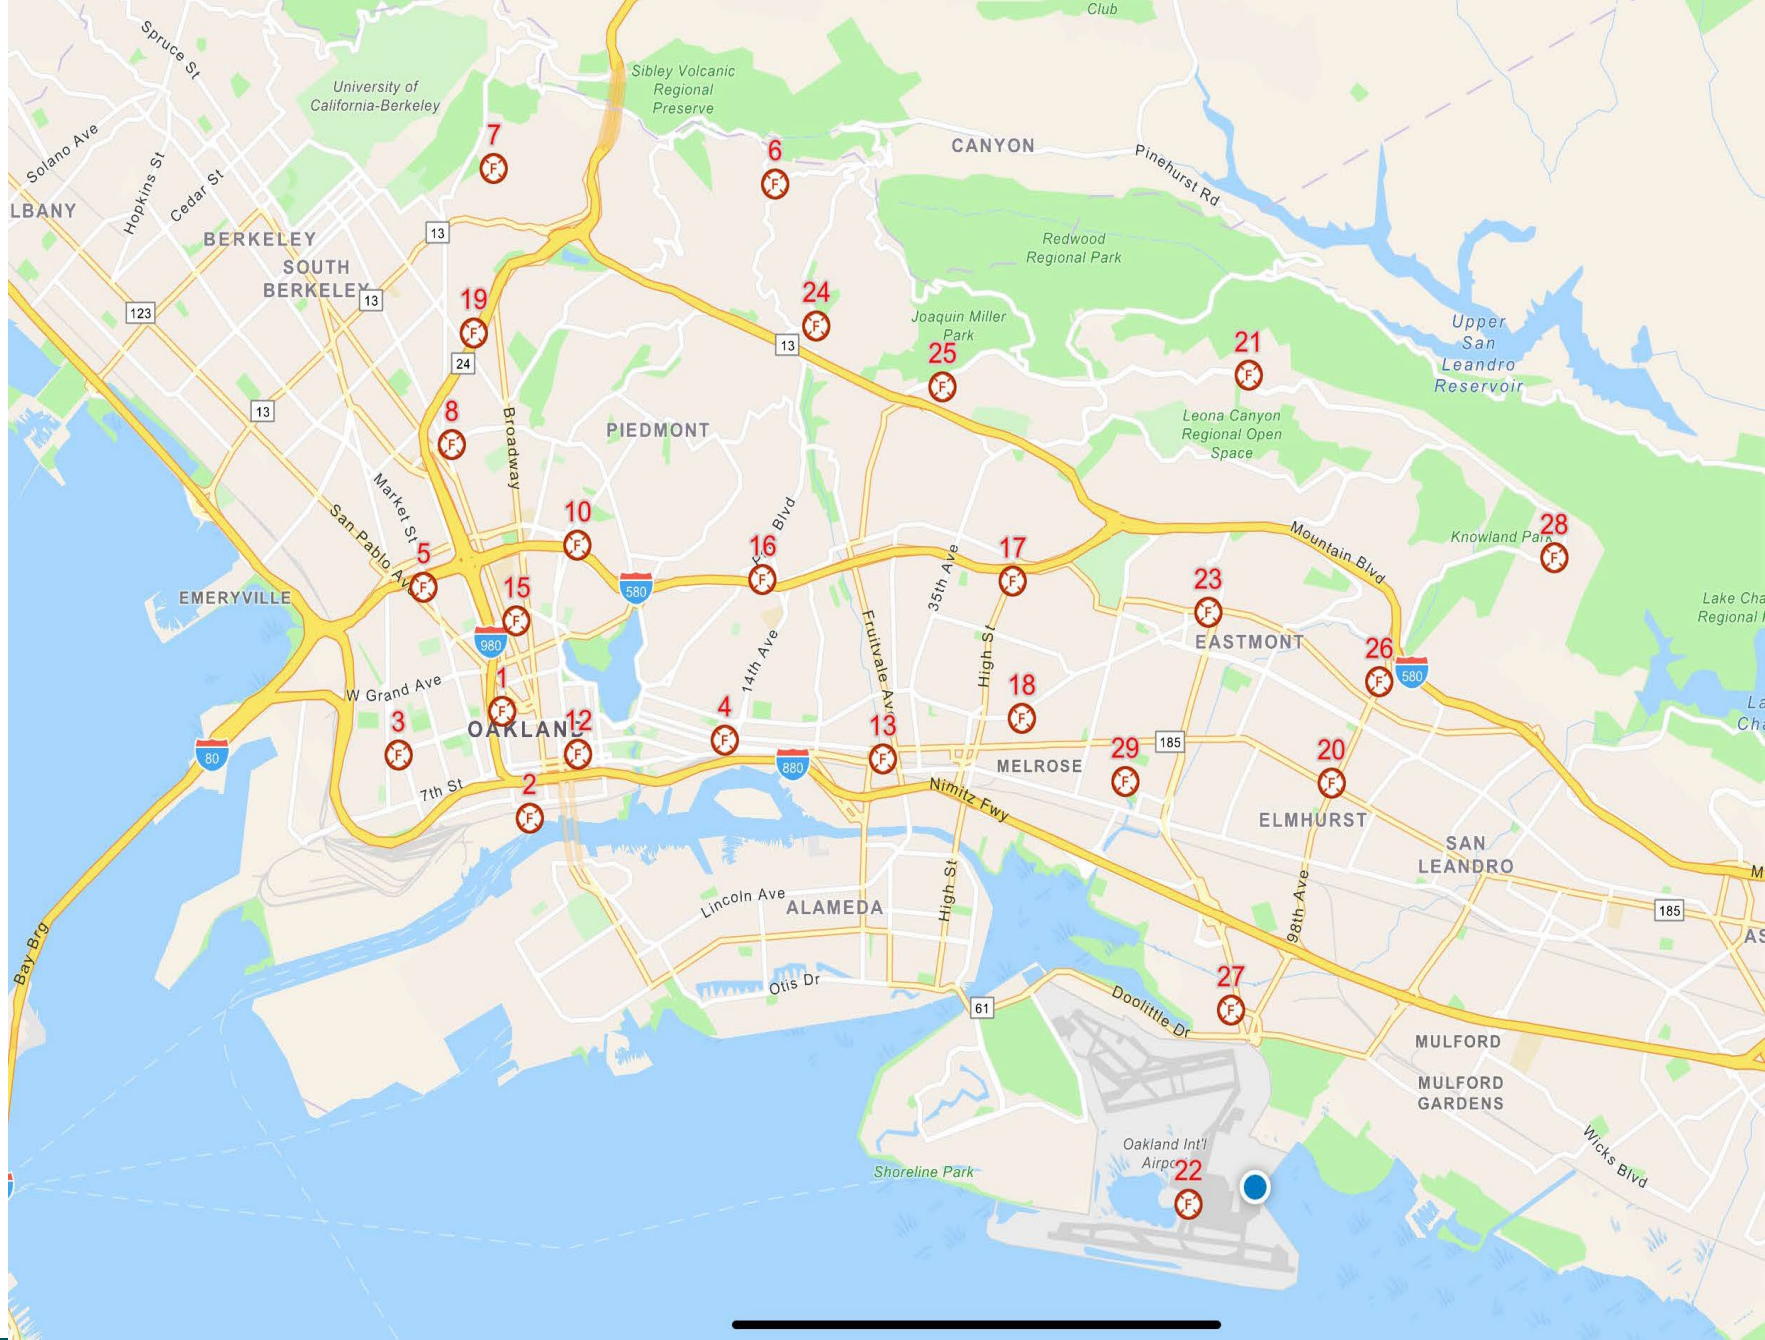 Club
Spruce St
University of
California-Berkeley
Sibley Volcanic
Regional
Preserve
7
F
6
F
CANYON
Pinehurst Rd
Solano Ave
Hopkins St
Cedar St
LBANY
BERKELEY
13
SOUTH
BERKELEY
13
123
Redwood
Regional Park
19
F
24
24
F
13
Joaquin Miller
Park
25
F
21
F
Upper
San
Leandro
Reservoir
13
8
F
Broadway
PIEDMONT
Leona Canyon
Regional Open
Space
Market St
San Pablo Ave
10
F
5
F
15
F
16
F
Blvd
580
35th Ave
17
F
Mountain Blvd
Knowland Park
28
F
EMERYVILLE
980
14th Ave
Fruitvale Ave
High St
23
F
EASTMONT
26
F
580
Lake Cha
Regional
La
Cha
W Grand Ave
1
F
OAKLAND
3
F
12
F
4
F
13
F
18
F
185
80
880
MELROSE
29
F
20
F
7th St
2
F
Nimitz Fwy
ELMHURST
SAN
LEANDRO
M
Lincoln Ave
ALAMEDA
High St
98th Ave
185
AS
Bay Brg
Otis Dr
61
Doolittle Dr
27
F
MULFORD
MULFORD
GARDENS
Wicks Blvd
Oakland Int'l
Airport
22
F
Shoreline Park